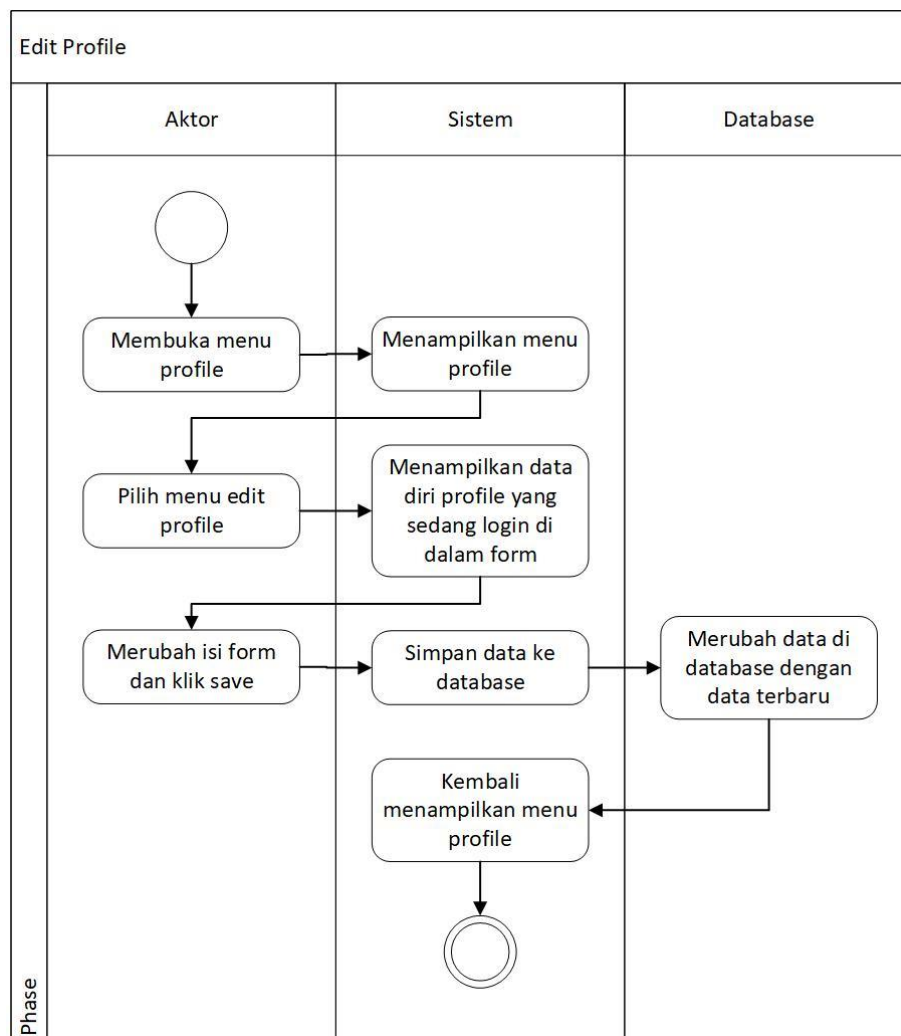 Edit Profile
Aktor
Sistem
Database
Membuka menu
profile
Menampilkan menu
profile
Pilih menu edit
profile
Menampilkan data
diri profile yang
sedang login di
dalam form
Merubah isi form
dan klik save
Simpan data ke
database
Merubah data di
database dengan
data terbaru
Kembali
menampilkan menu
profile
Phase